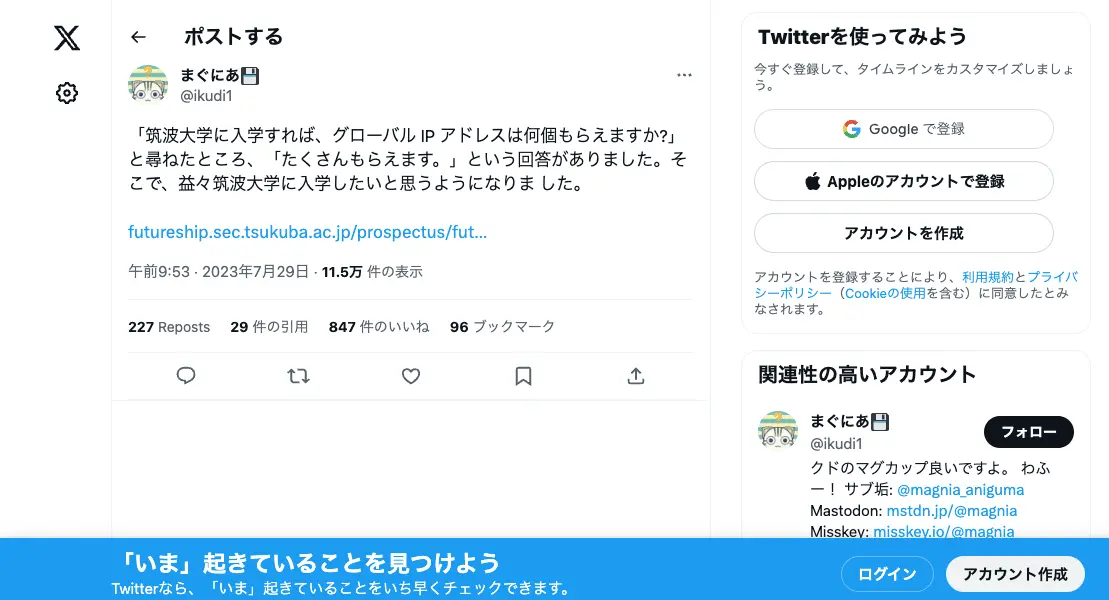 ポストする
まぐにあ💾
@ikudi1
「筑波大学に入学すれば、グローバル IP アドレスは何個もらえますか?」
と尋ねたところ、「たくさんもらえます。」という回答がありました。そ
こで、益々筑波大学に入学したいと思うようになりま した。
futureship.sec.tsukuba.ac.jp/prospectus/fut...
午前9:53 · 2023年7月29日 · 11.5万 件の表示
227 Reposts 29 件の引用 847 件のいいね 96 ブックマーク
Twitterを使ってみよう
今すぐ登録して、タイムラインをカスタマイズしましょ
う。
Google で登録
Appleのアカウントで登録
アカウントを作成
アカウントを登録することにより、利用規約とプライバ
シーポリシー（Cookieの使用を含む）に同意したとみ
なされます。
関連性の高いアカウント
まぐにあ💾
@ikudi1
フォロー
クドのマグカップ良いですよ。 わふ
ー！ サブ垢: @magnia_aniguma
Mastodon: mstdn.jp/@magnia
Misskey: misskey.io/@magnia
「いま」起きていることを見つけよう
Twitterなら、「いま」起きていることをいち早くチェックできます。
ログイン
アカウント作成